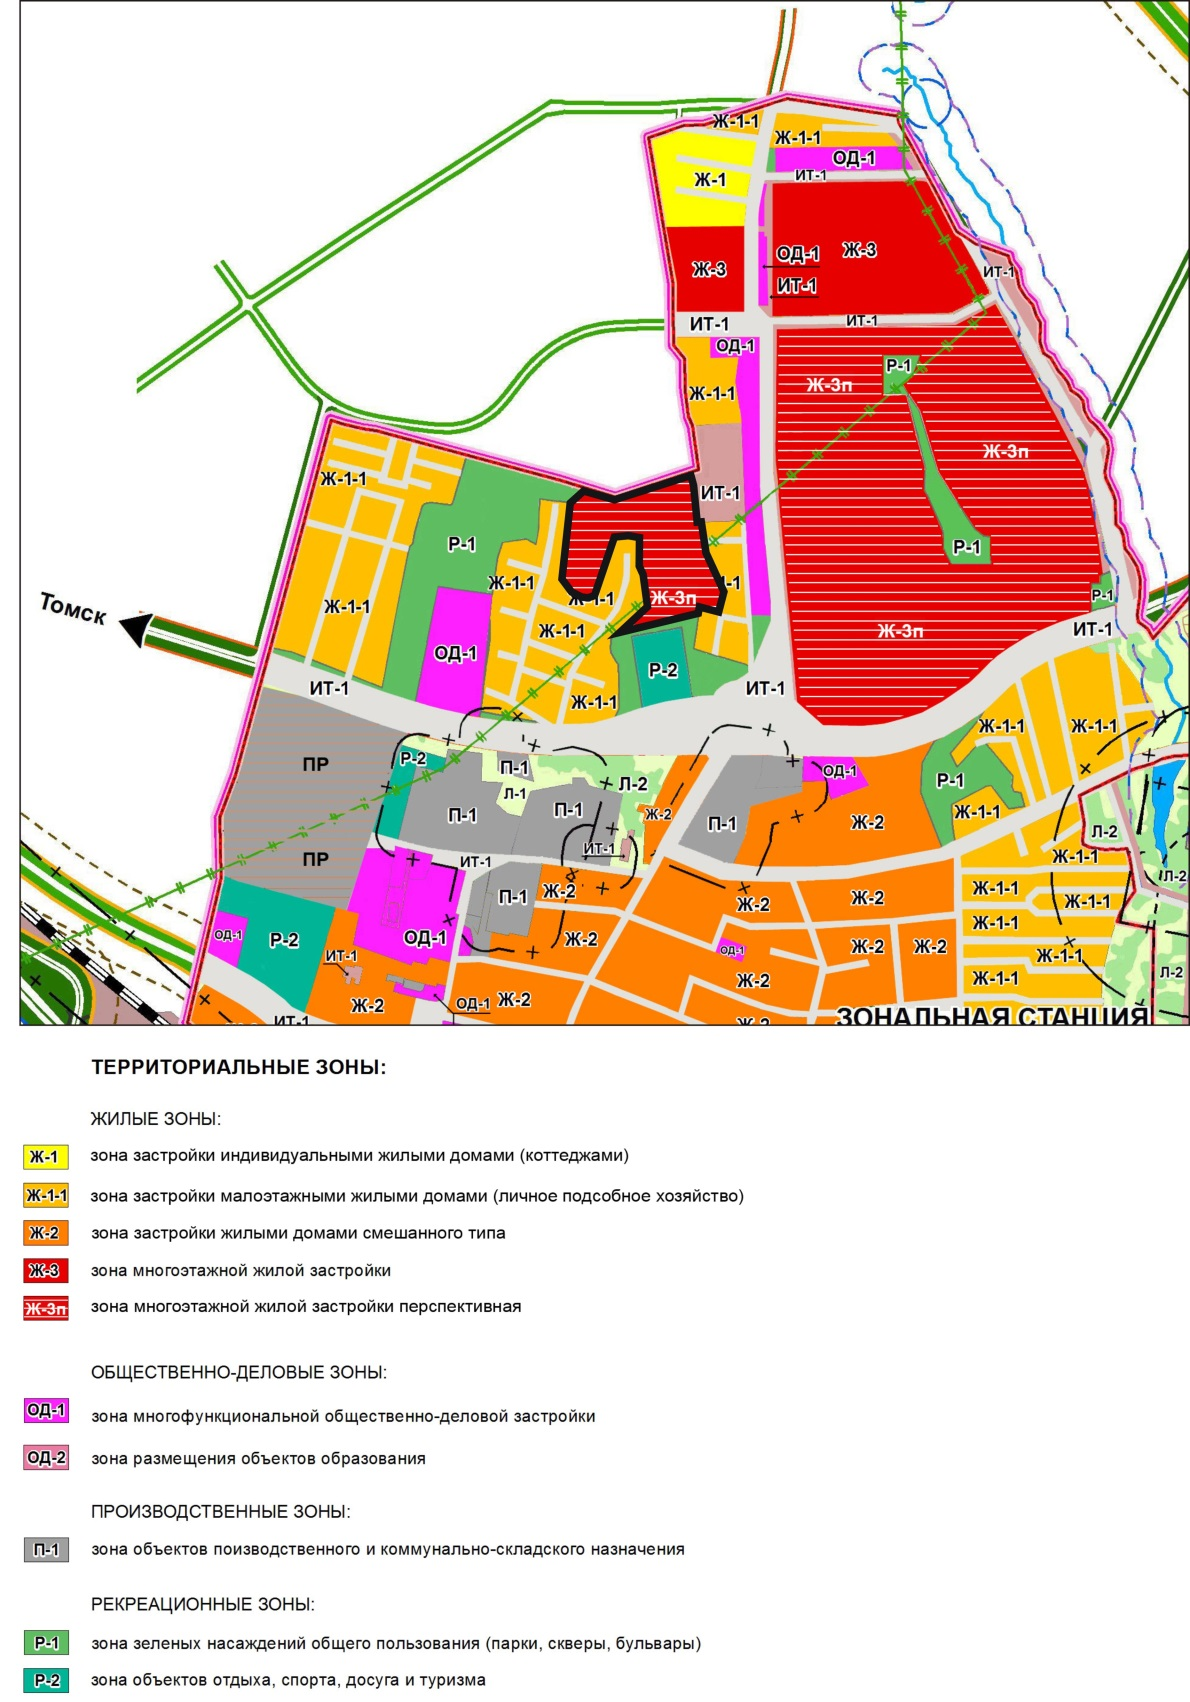 Ж-1-1
Ж-1-1
ОД-1
ИТ-1
Ж-1
Ж-3
ОД-1
Ж-3
ИТ-1
ИТ-1
ИТ-1
ИТ-1
ОД-1
Р-1
Ж-3п
Ж-1-1
Ж-3п
Ж-1-1
ИТ-1
Р-1
Р-1
Ж-1-1
Ж-1-1
Ж-1-1
Ж-3п
-1
Р-1
Томск
Ж-1-1
Ж-3п
ИТ-1
ОД-1
Р-2
ИТ-1
ИТ-1
Ж-1-1
Ж-1-1
Ж-1-1
ПР
Р-2
П-1
Л-1
Л-2
ОД-1
Р-1
П-1
П-1
Ж-2
П-1
Ж-2
Ж-1-1
Л-2
ПР
ИТ-1
ИТ-1
Ж-1-1
Л-2
П-1
Ж-2
Ж-2
Ж-2
Ж-1-1
Ж-1-1
ОД-1
Р-2
ОД-1
Ж-2
ОД-1
Ж-2
Ж-2
Ж-1-1
ИТ-1
Ж-1-1
Л-2
Ж-2
ОД-1
Ж-2
Ж-2
Ж-1-1
ИТ-1
Ж-2
ЗОНАЛЬНАЯ СТАНЦИЯ
ТЕРРИТОРИАЛЬНЫЕ ЗОНЫ:
ЖИЛЫЕ ЗОНЫ:
Ж-1 зона застройки индивидуальными жилыми домами (коттеджами)
Ж-1-1 зона застройки малоэтажными жилыми домами (личное подсобное хозяйство)
Ж-2 зона застройки жилыми домами смешанного типа
Ж-3 зона многоэтажной жилой застройки
Ж-3п зона многоэтажной жилой застройки перспективная
ОБЩЕСТВЕННО-ДЕЛОВЫЕ ЗОНЫ:
ОД-1 зона многофункциональной общественно-деловой застройки
ОД-2 зона размещения объектов образования
ПРОИЗВОДСТВЕННЫЕ ЗОНЫ:
П-1 зона объектов поизводственного и коммунально-складского назначения
РЕКРЕАЦИОННЫЕ ЗОНЫ:
Р-1 зона зеленых насаждений общего пользования (парки, скверы, бульвары)
Р-2 зона объектов отдыха, спорта, досуга и туризма